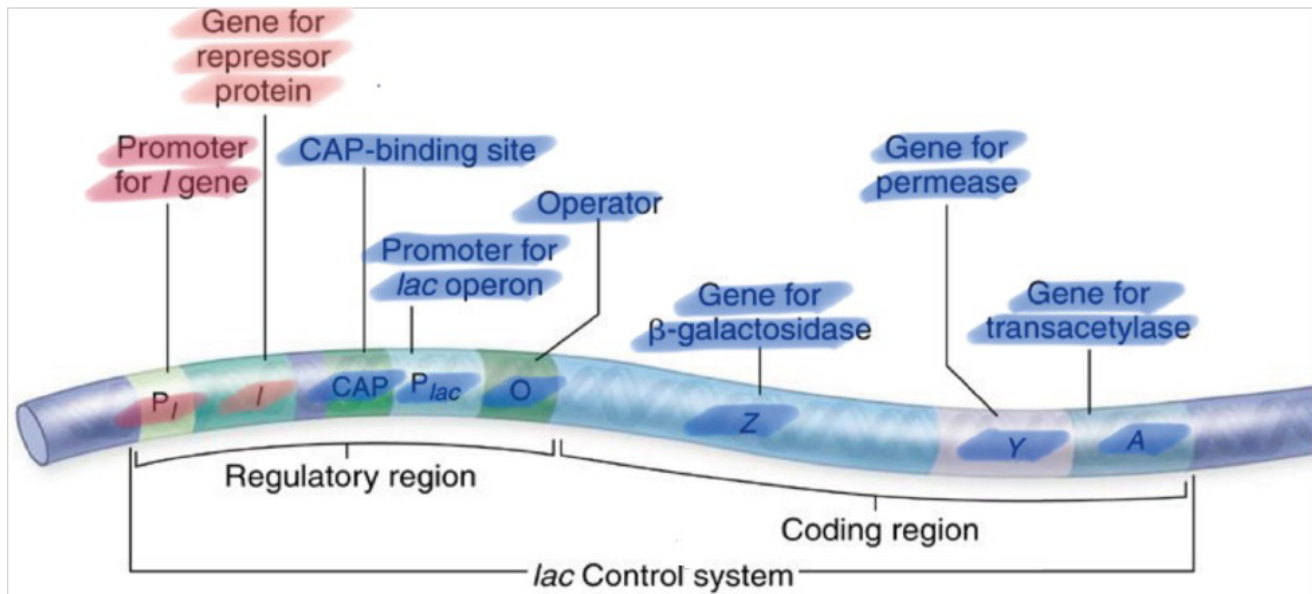 Gene for
repressor
protein
Promoter
for I gene
CAP-binding site
Operator
Promoter for
lac operon
Gene for
β-galactosidase
Gene for
permease
Gene for
transacetylase
P_I
I
CAP
P_lac
O
Z
Y
A
Regulatory region
Coding region
lac Control system